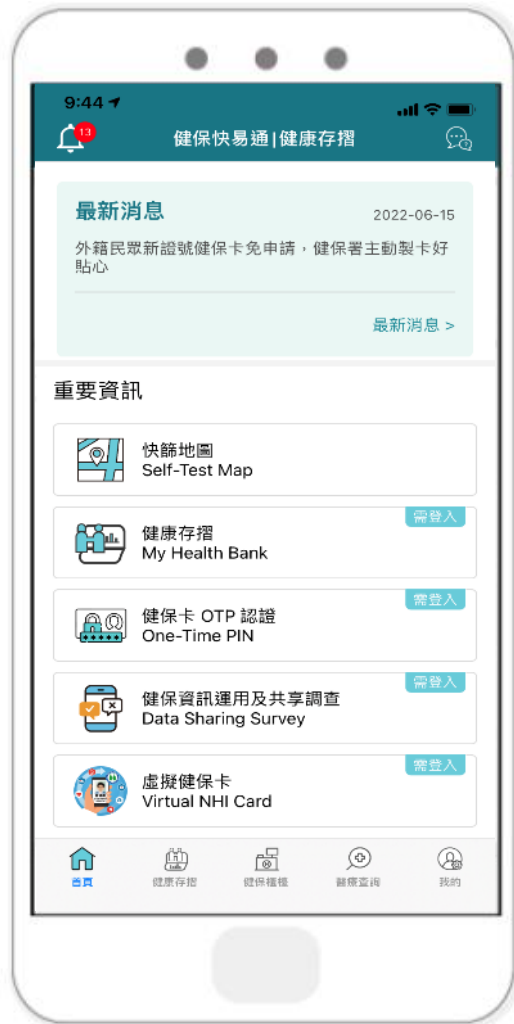 9:44
13
健保快易通|健康存摺
最新消息
2022-06-15
外籍民眾新證號健保卡免申請，健保署主動製卡好
貼心
最新消息 >
重要資訊
快篩地圖
Self-Test Map
需登入
健康存摺
My Health Bank
需登入
健保卡 OTP 認證
One-Time PIN
需登入
健保資訊運用及共享調查
Data Sharing Survey
需登入
虛擬健保卡
Virtual NHI Card
首頁
健康存摺
健保櫃檯
醫療查詢
我的